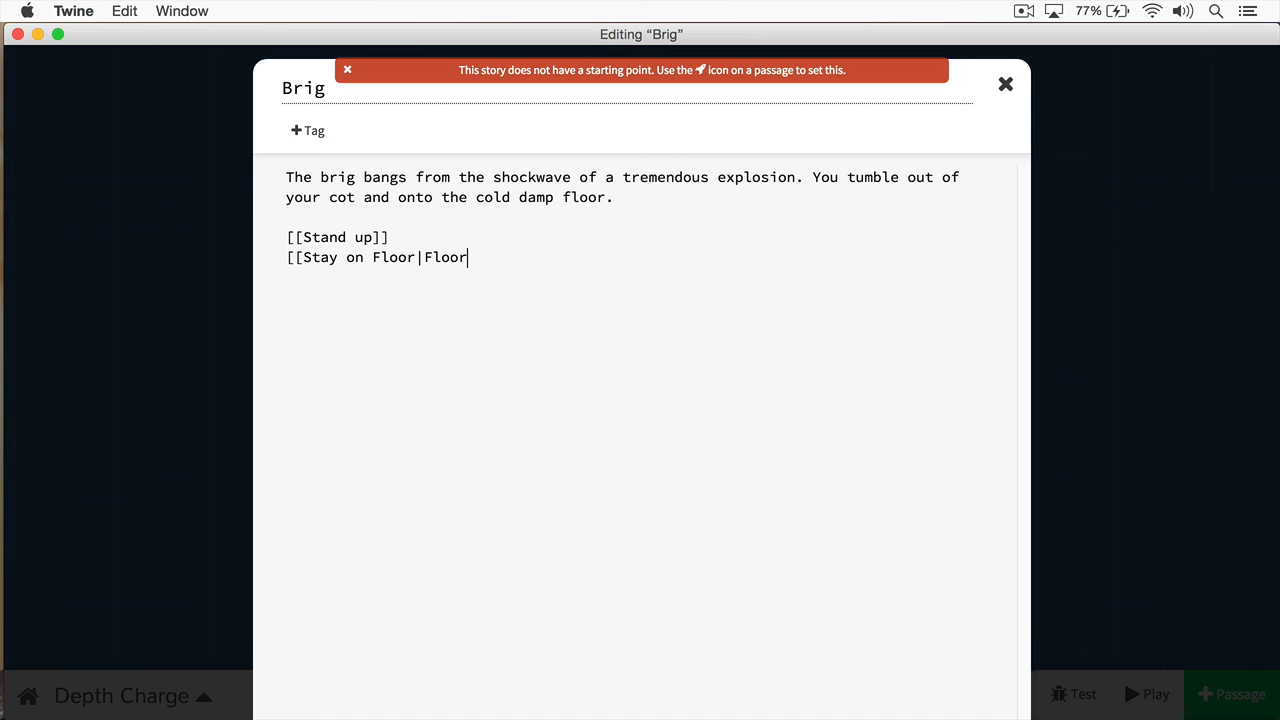 Twine Edit Window 77%
Editing “Brig”
This story does not have a starting point. Use the icon on a passage to set this.
Brig
+ Tag
The brig bangs from the shockwave of a tremendous explosion. You tumble out of
your cot and onto the cold damp floor.
[[Stand up]]
[[Stay on Floor|Floor
Depth Charge Test Play + Passage